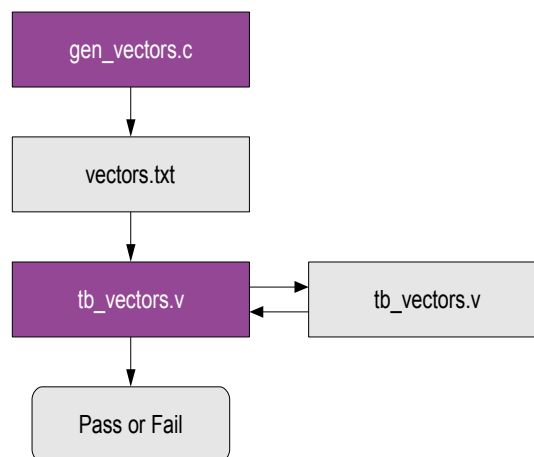 gen_vectors.c
vectors.txt
tb_vectors.v
tb_vectors.v
Pass or Fail